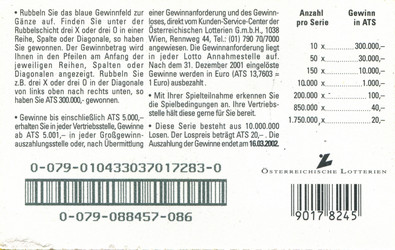 • Rubbeln Sie das blaue Gewinnfeld zur
Gänze auf. Finden Sie unter der
Rubbelschicht drei X oder drei O in einer
Reihe, Spalte oder Diagonale, so haben
Sie gewonnen. Der Gewinnbetrag wird
Ihnen in den Pfeilen am Anfang der
jeweiligen Reihen, Spalten oder
Diagonalen angezeigt. Rubbeln Sie
z.B. drei X oder drei O in der Diagonale
von links oben nach rechts unten, so
haben Sie ATS 300.000,- gewonnen.
• Gewinne bis einschließlich ATS 5.000,-
erhalten Sie in jeder Vertriebsstelle, Gewinne
ab ATS 5.001,- in jeder Großgewinn-
auszahlungsstelle oder, nach Übermittlung
einer Gewinnanforderung und des Gewinn-
loses, direkt vom Kunden-Service-Center der
Österreichischen Lotterien G.m.b.H., 1038
Wien, Rennweg 44, Tel.: (01) 790 70/7000
angewiesen. Die Gewinnanforderung liegt
in jeder Lotto Annahmestelle auf.
Nach dem 31. Dezember 2001 eingelöste
Gewinne werden in Euro (ATS 13,7603 =
1 Euro) ausbezahlt.
• Mit Ihrer Spielteilnahme erkennen Sie
die Spielbedingungen an. Ihre Vertriebs-
stelle hält diese gerne für Sie bereit.
• Diese Serie besteht aus 10.000.000
Losen. Der Lospreis beträgt ATS 20,-. Die
Auszahlung der Gewinne endet am 16.03.2002.
Anzahl Gewinn
pro Serie in ATS
10 x 300.000,-
50 x 30.000,-
150 x 10.000,-
10.000 x 1.000,-
200.000 x 100,-
850.000 x 40,-
1.750.000 x 20,-
ÖSTERREICHISCHE LOTTERIEN
0-079-010433037017283-0
0-079-088457-086
9017 8245